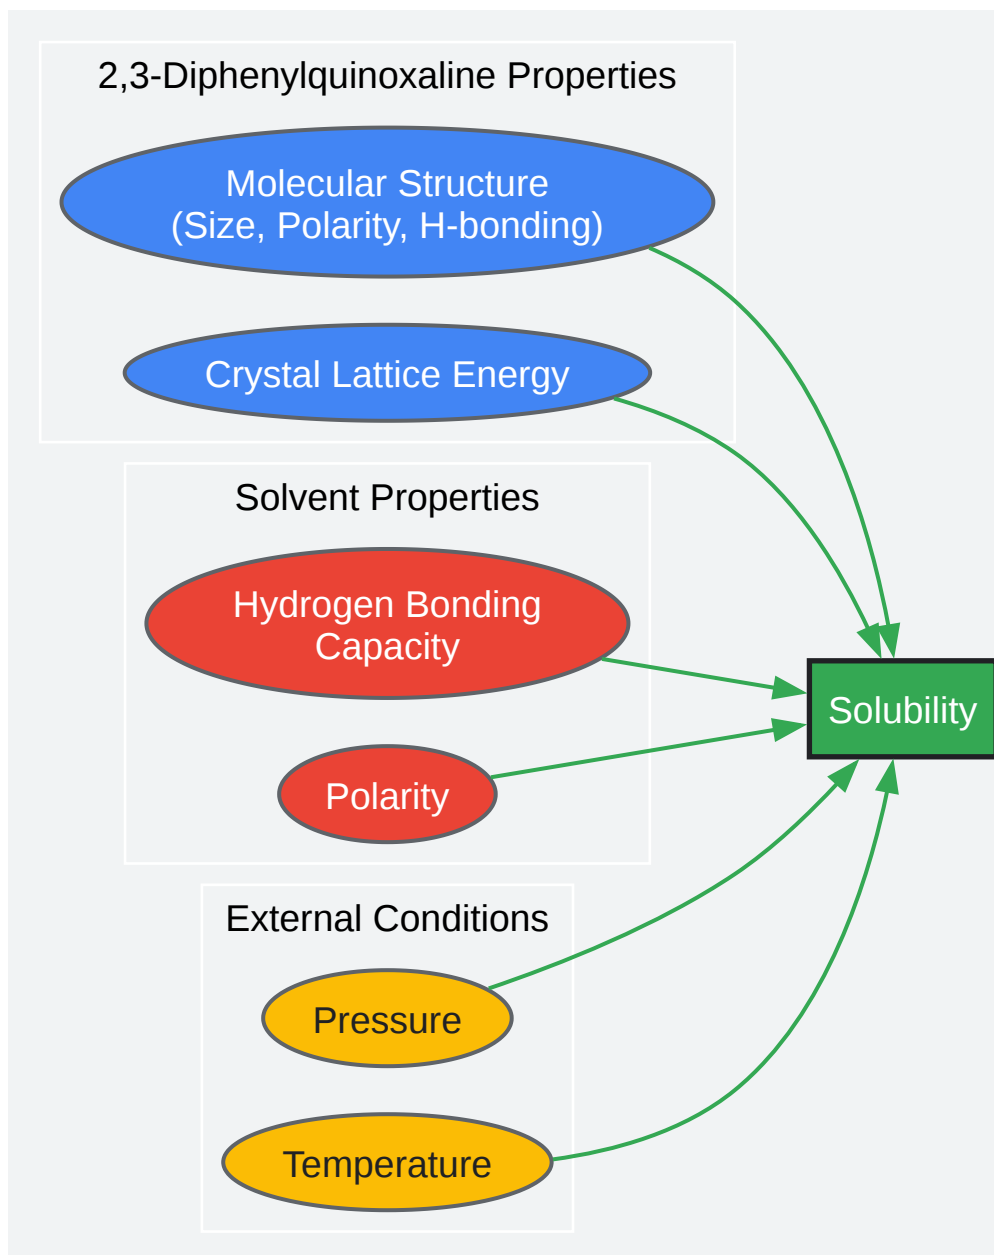 2,3-Diphenylquinoxaline Properties
Molecular Structure
(Size, Polarity, H-bonding)
Crystal Lattice Energy
Solvent Properties
Hydrogen Bonding
Capacity
Polarity
Solubility
External Conditions
Pressure
Temperature